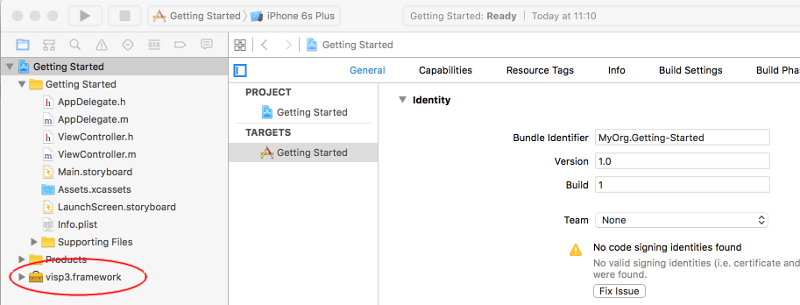 Getting Started
iPhone 6s Plus
Getting Started: Ready
Today at 11:10
Getting Started
Getting Started
General
Capabilities
Resource Tags
Info
Build Settings
Build Pha
Getting Started
h AppDelegate.h
m AppDelegate.m
h ViewController.h
m ViewController.m
Main.storyboard
Assets.xcassets
LaunchScreen.storyboard
Info.plist
Supporting Files
Products
visp3.framework
PROJECT
Getting Started
TARGETS
Getting Started
Identity
Bundle Identifier MyOrg.Getting-Started
Version 1.0
Build 1
Team None
No code signing identities found
No valid signing identities (i.e. certificate and
were found.
Fix Issue